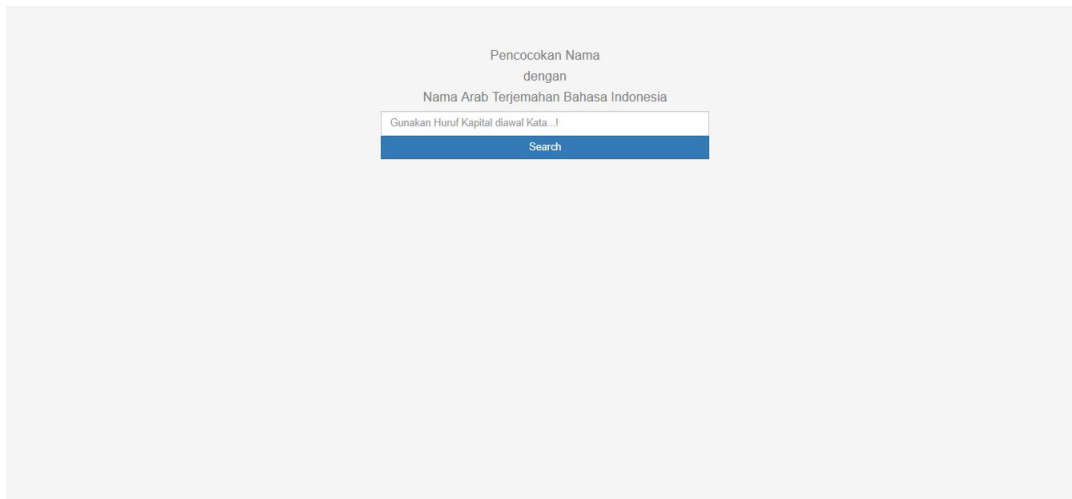 Pencocokan Nama
dengan
Nama Arab Terjemahan Bahasa Indonesia
Gunakan Huruf Kapital diawal Kata...!
Search